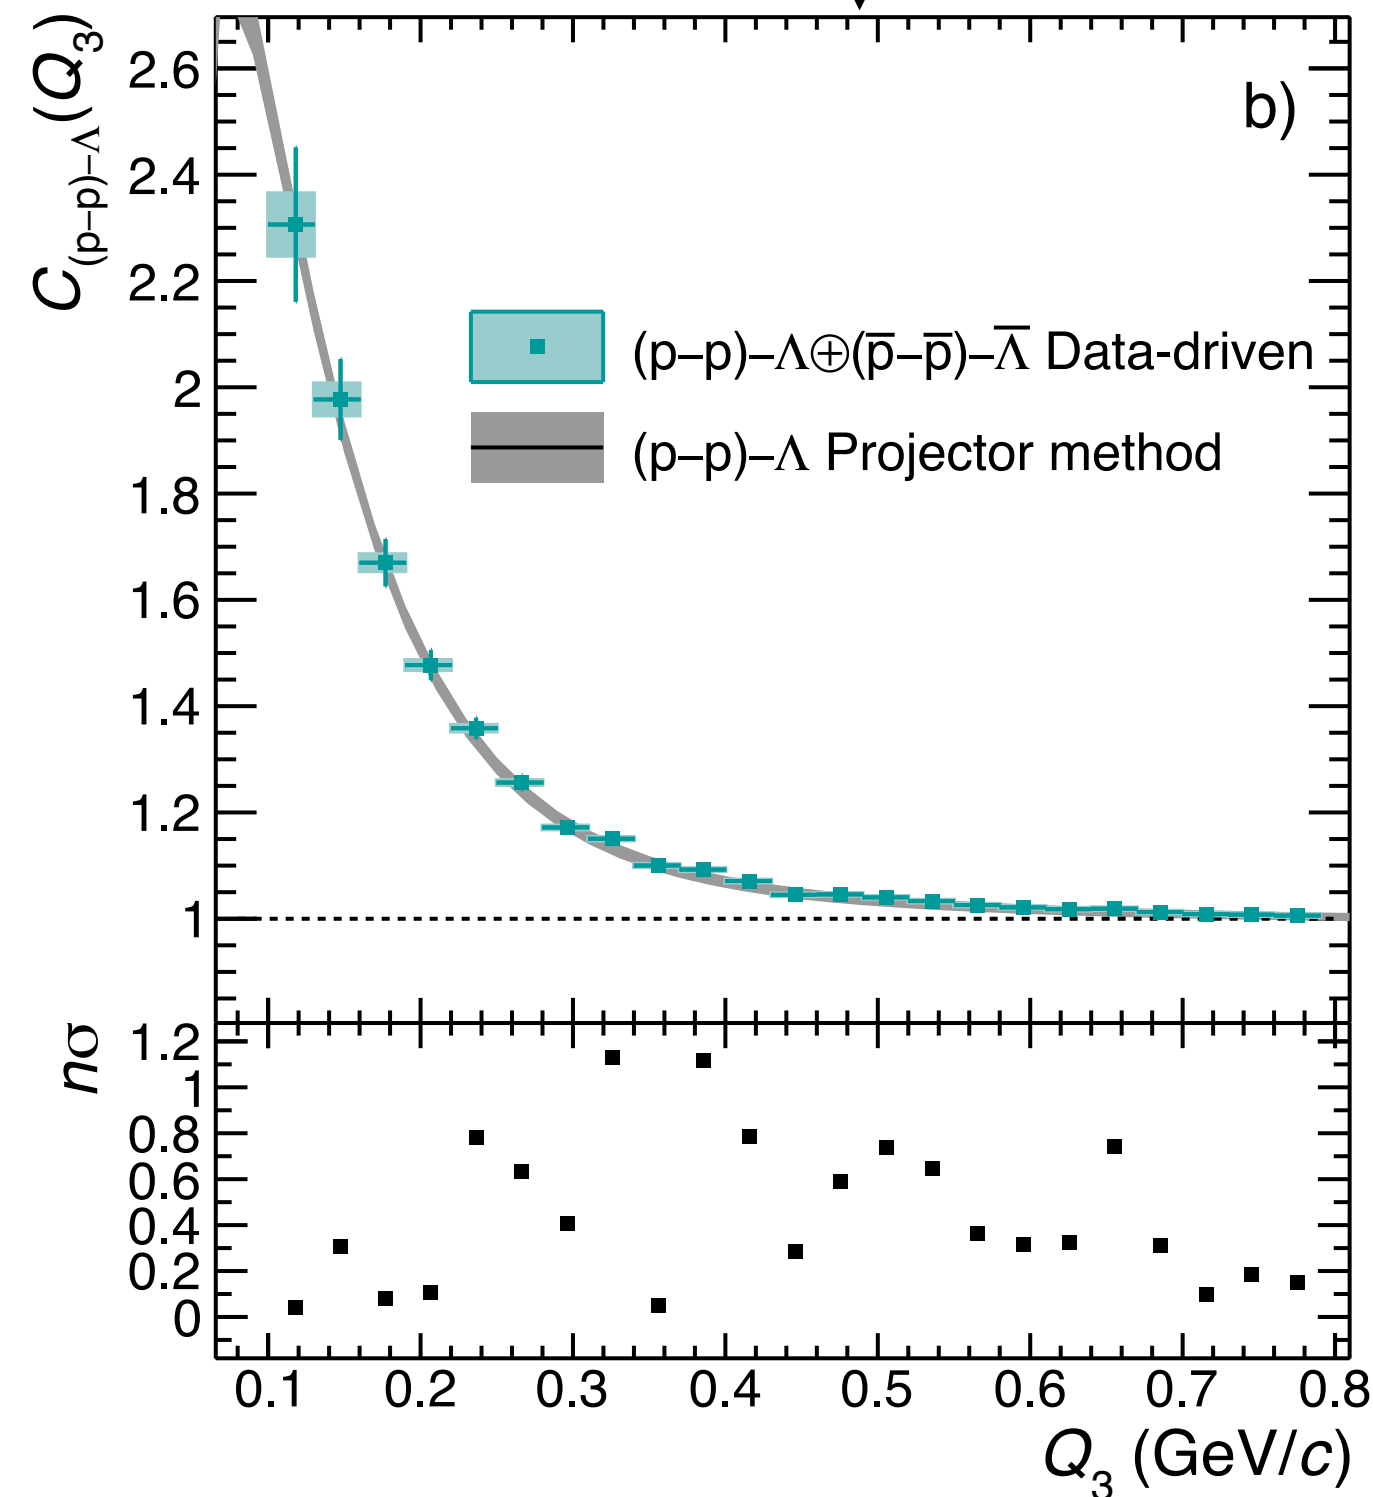 C(p–p)–Λ(Q3)
b)
2.6
2.4
2.2
2
1.8
1.6
1.4
1.2
1
(p–p)–Λ⊕(p̅–p̅)–Λ̅ Data-driven
(p–p)–Λ Projector method
nσ
1.2
1
0.8
0.6
0.4
0.2
0
0.1 0.2 0.3 0.4 0.5 0.6 0.7 0.8
Q3 (GeV/c)